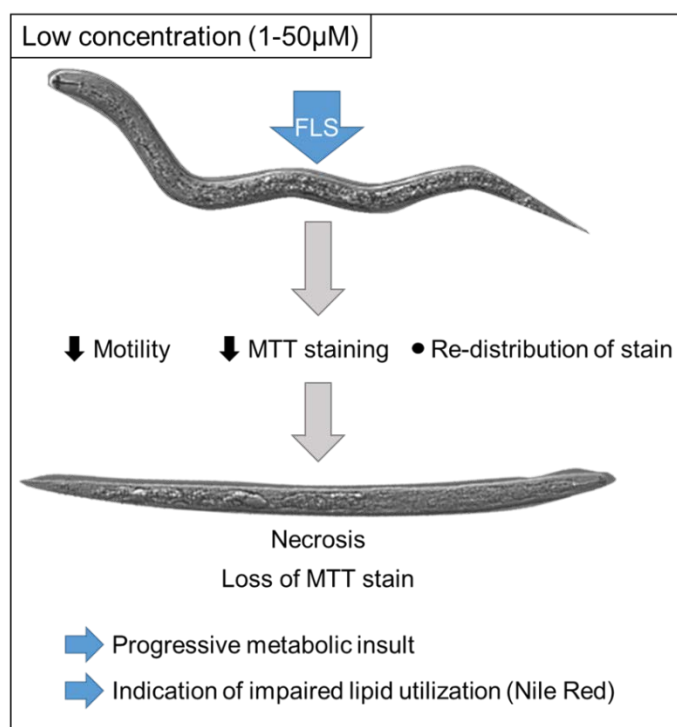 Low concentration (1-50µM)
FLS
Motility MTT staining • Re-distribution of stain
Necrosis
Loss of MTT stain
Progressive metabolic insult
Indication of impaired lipid utilization (Nile Red)